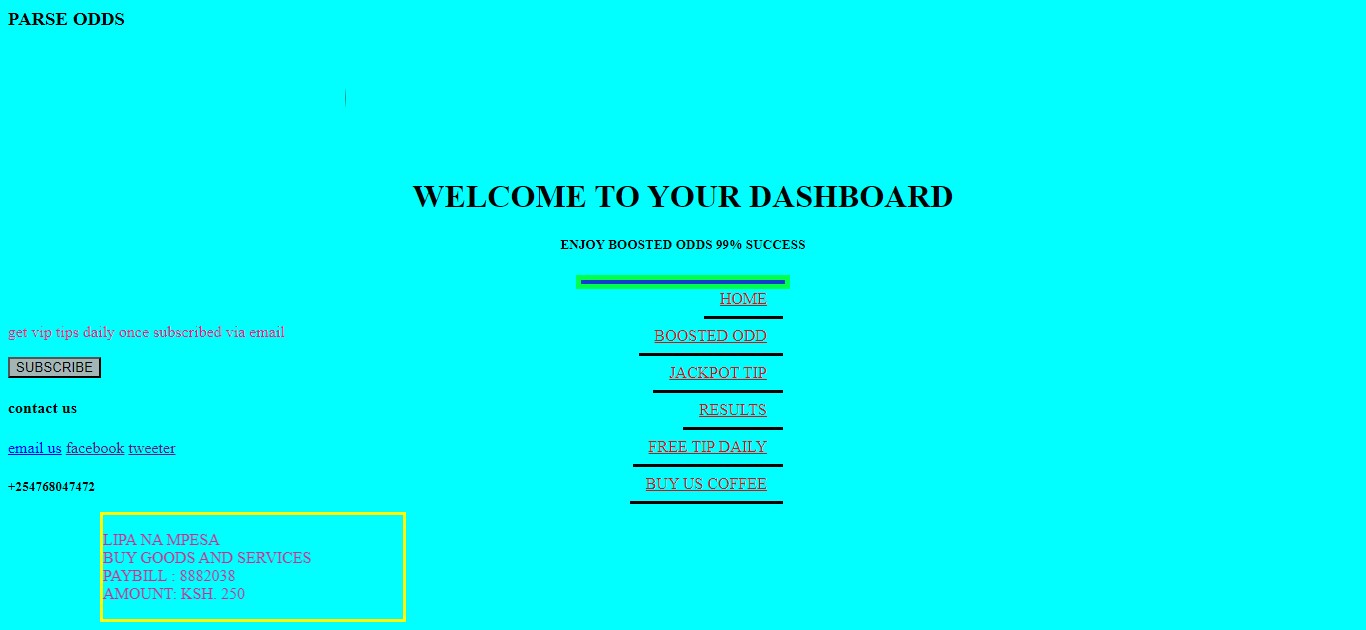 PARSE ODDS
WELCOME TO YOUR DASHBOARD
ENJOY BOOSTED ODDS 99% SUCCESS
HOME
BOOSTED ODD
JACKPOT TIP
RESULTS
FREE TIP DAILY
BUY US COFFEE
get vip tips daily once subscribed via email
SUBSCRIBE
contact us
email us facebook tweeter
+254768047472
LIPA NA MPESA
BUY GOODS AND SERVICES
PAYBILL : 8882038
AMOUNT: KSH. 250